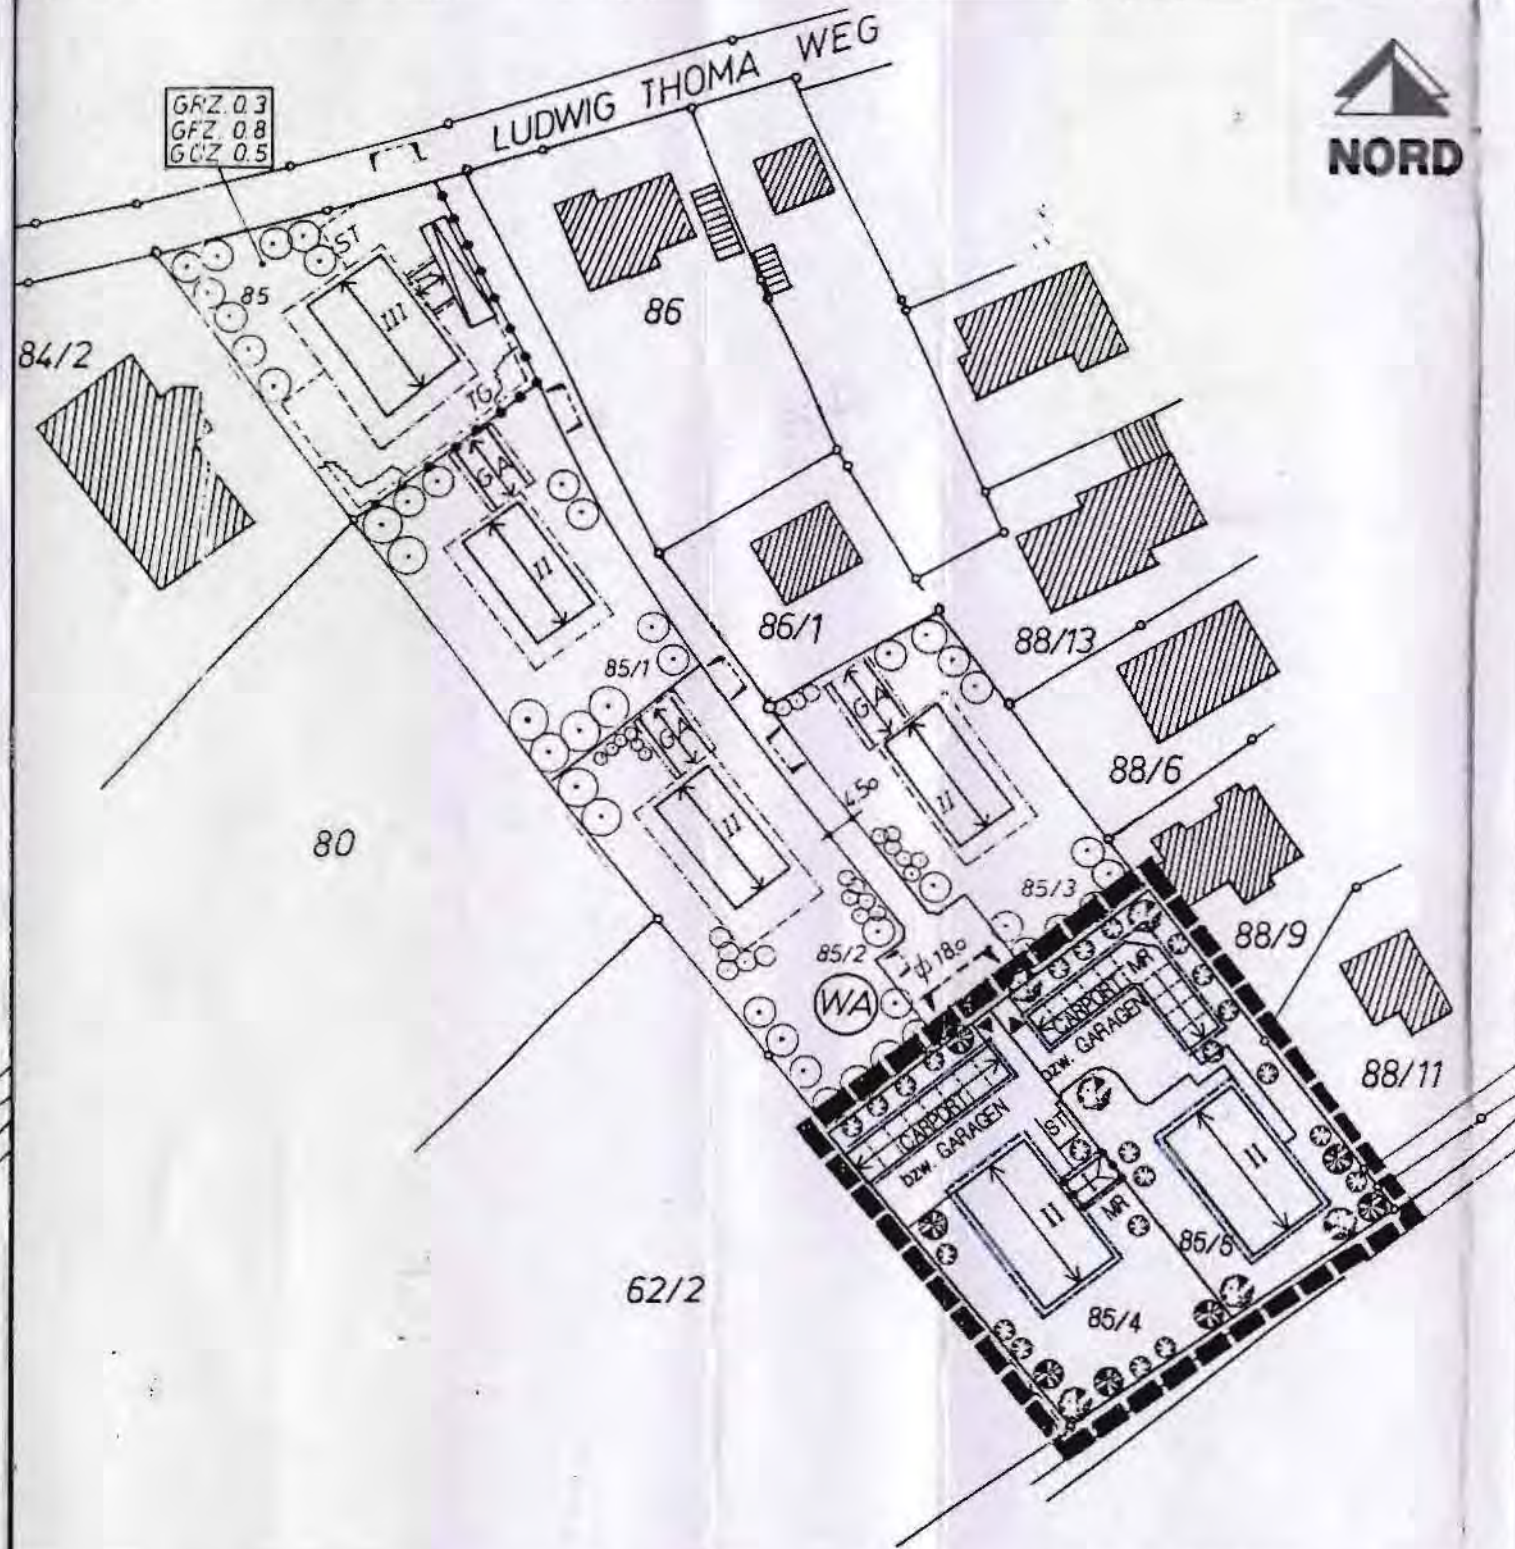 LUDWIG THOMA WEG
NORD
GRZ. 0.3
GFZ. 0.8
GGZ 0.5
ST
85
III
86
84/2
TG
GA
II
86/1
88/13
85/1
GA
GA
II
88/6
4.50
II
80
85/3
88/9
85/2
ϕ 18.0
WA
CARPORT MR
bzw. GARAGEN
88/11
CARPORT
bzw. GARAGEN
ST
II
II
MR
85/5
62/2
85/4